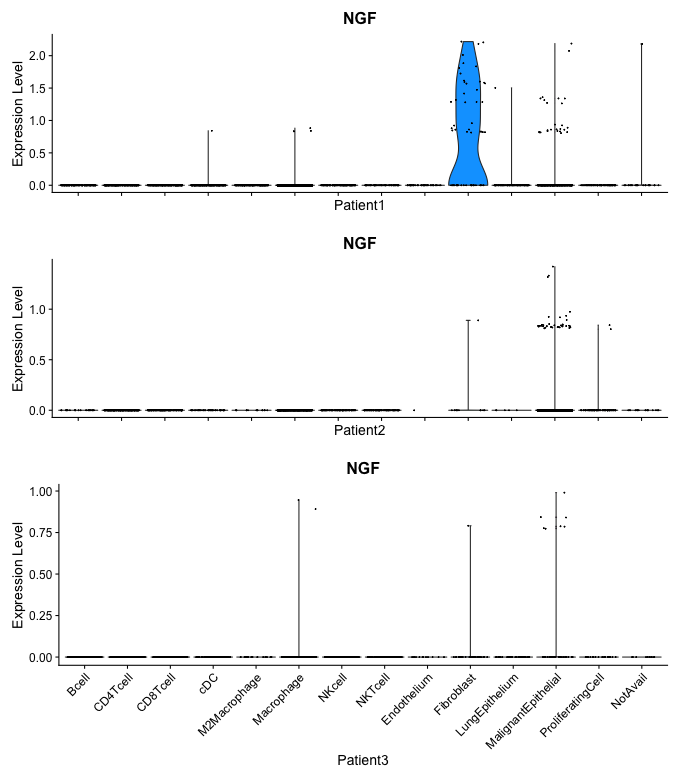 NGF
Expression Level
2.0
1.5
1.0
0.5
0.0
Patient1
NGF
Expression Level
1.0
0.5
0.0
Patient2
NGF
Expression Level
1.00
0.75
0.50
0.25
0.00
Bcell
CD4Tcell
CD8Tcell
cDC
M2Macrophage
Macrophage
NKcell
NKTcell
Endothelium
Fibroblast
LungEpithelium
MalignantEpithelial
ProliferatingCell
NotAvail
Patient3